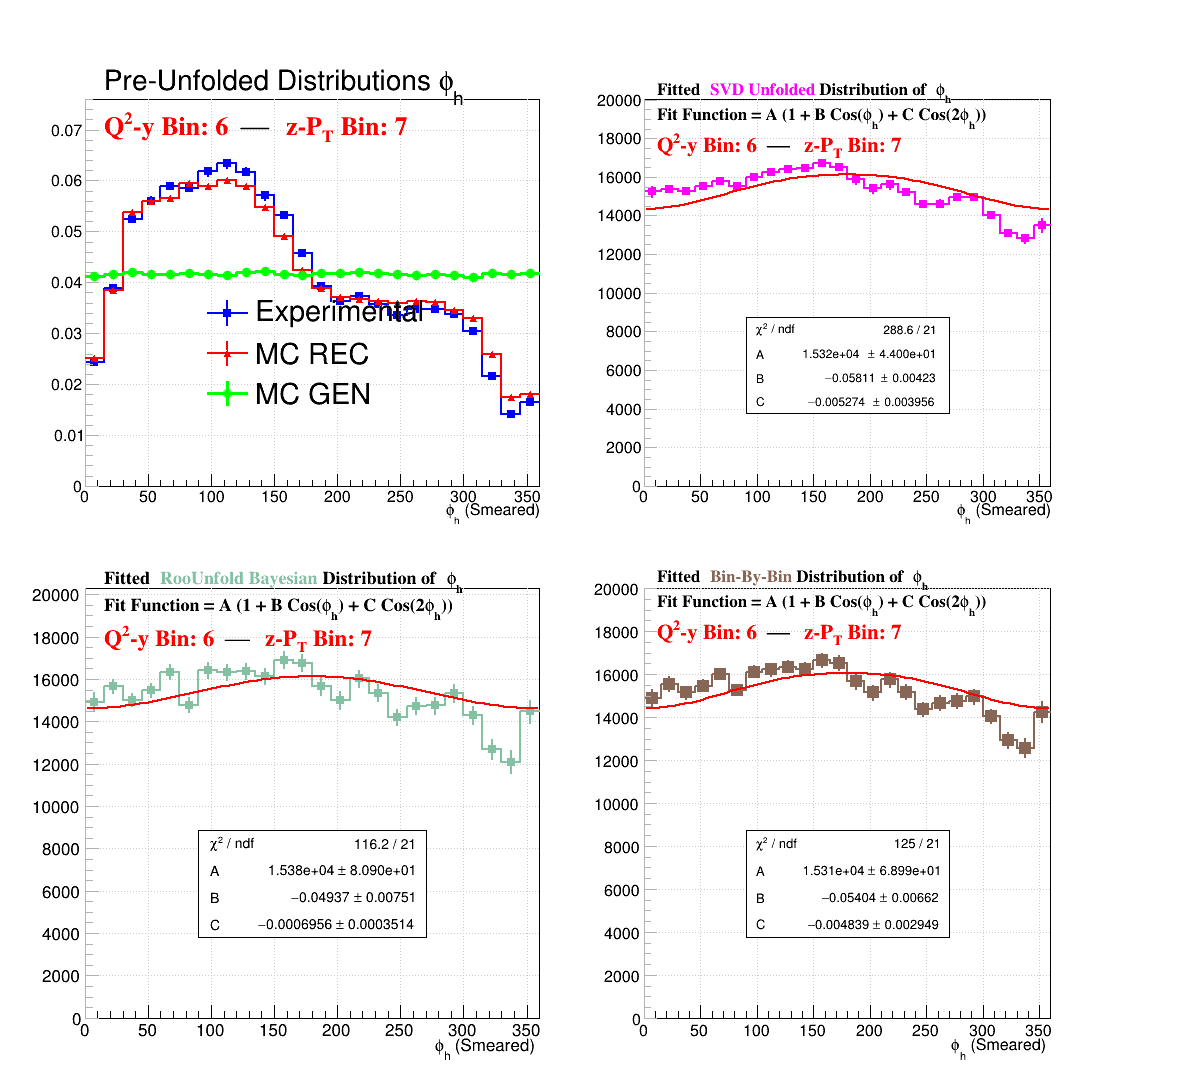 Pre-Unfolded Distributions ϕh
Q²-y Bin: 6 — z-PT Bin: 7
0.07
0.06
0.05
0.04
0.03
0.02
0.01
0
Experimental
MC REC
MC GEN
0 50 100 150 200 250 300 350
ϕh (Smeared)
Fitted SVD Unfolded Distribution of ϕh
Fit Function = A (1 + B Cos(ϕh) + C Cos(2ϕh))
Q²-y Bin: 6 — z-PT Bin: 7
20000
18000
16000
14000
12000
10000
8000
6000
4000
2000
0
χ² / ndf 288.6 / 21
A 1.532e+04 ± 4.400e+01
B −0.05811 ± 0.00423
C −0.005274 ± 0.003956
0 50 100 150 200 250 300 350
ϕh (Smeared)
Fitted RooUnfold Bayesian Distribution of ϕh
Fit Function = A (1 + B Cos(ϕh) + C Cos(2ϕh))
Q²-y Bin: 6 — z-PT Bin: 7
20000
18000
16000
14000
12000
10000
8000
6000
4000
2000
0
χ² / ndf 116.2 / 21
A 1.538e+04 ± 8.090e+01
B −0.04937 ± 0.00751
C −0.0006956 ± 0.0003514
0 50 100 150 200 250 300 350
ϕh (Smeared)
Fitted Bin-By-Bin Distribution of ϕh
Fit Function = A (1 + B Cos(ϕh) + C Cos(2ϕh))
Q²-y Bin: 6 — z-PT Bin: 7
20000
18000
16000
14000
12000
10000
8000
6000
4000
2000
0
χ² / ndf 125 / 21
A 1.531e+04 ± 6.899e+01
B −0.05404 ± 0.00662
C −0.004839 ± 0.002949
0 50 100 150 200 250 300 350
ϕh (Smeared)